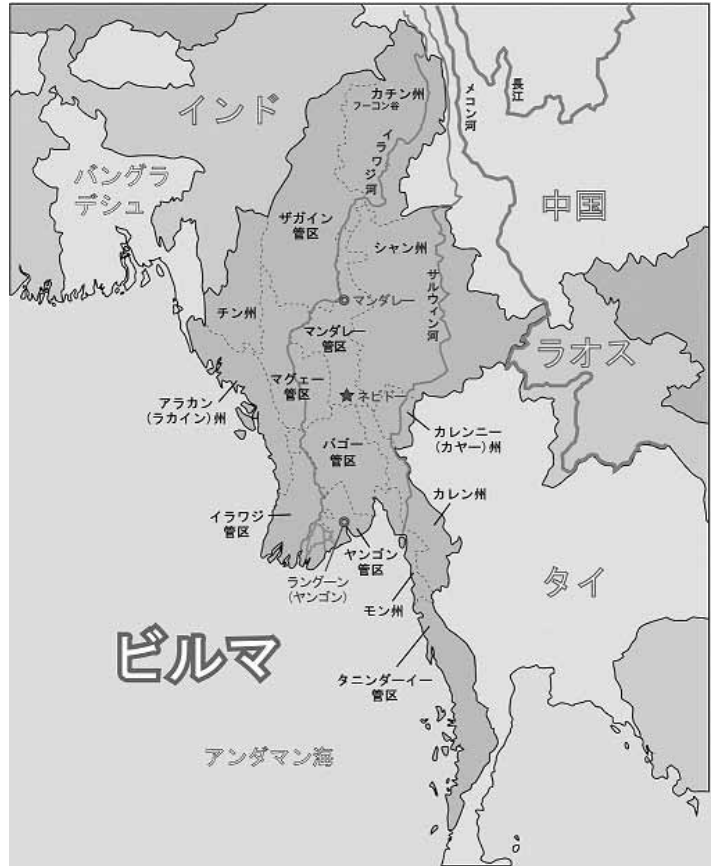 カチン州
フーコン谷
インド
イラワジ河
メコン河
長江
バングラ
デシュ
中国
ザガイン
管区
シャン州
サルウィン河
マンダレー
チン州
マンダレー
管区
ラオス
マグェー
管区
ネピドー
アラカン
(ラカイン)州
カレンニー
(カヤー)州
バゴー
管区
カレン州
イラワジ
管区
ヤンゴン
管区
ラングーン
(ヤンゴン)
タイ
モン州
ビルマ
タニンダーイー
管区
アンダマン海